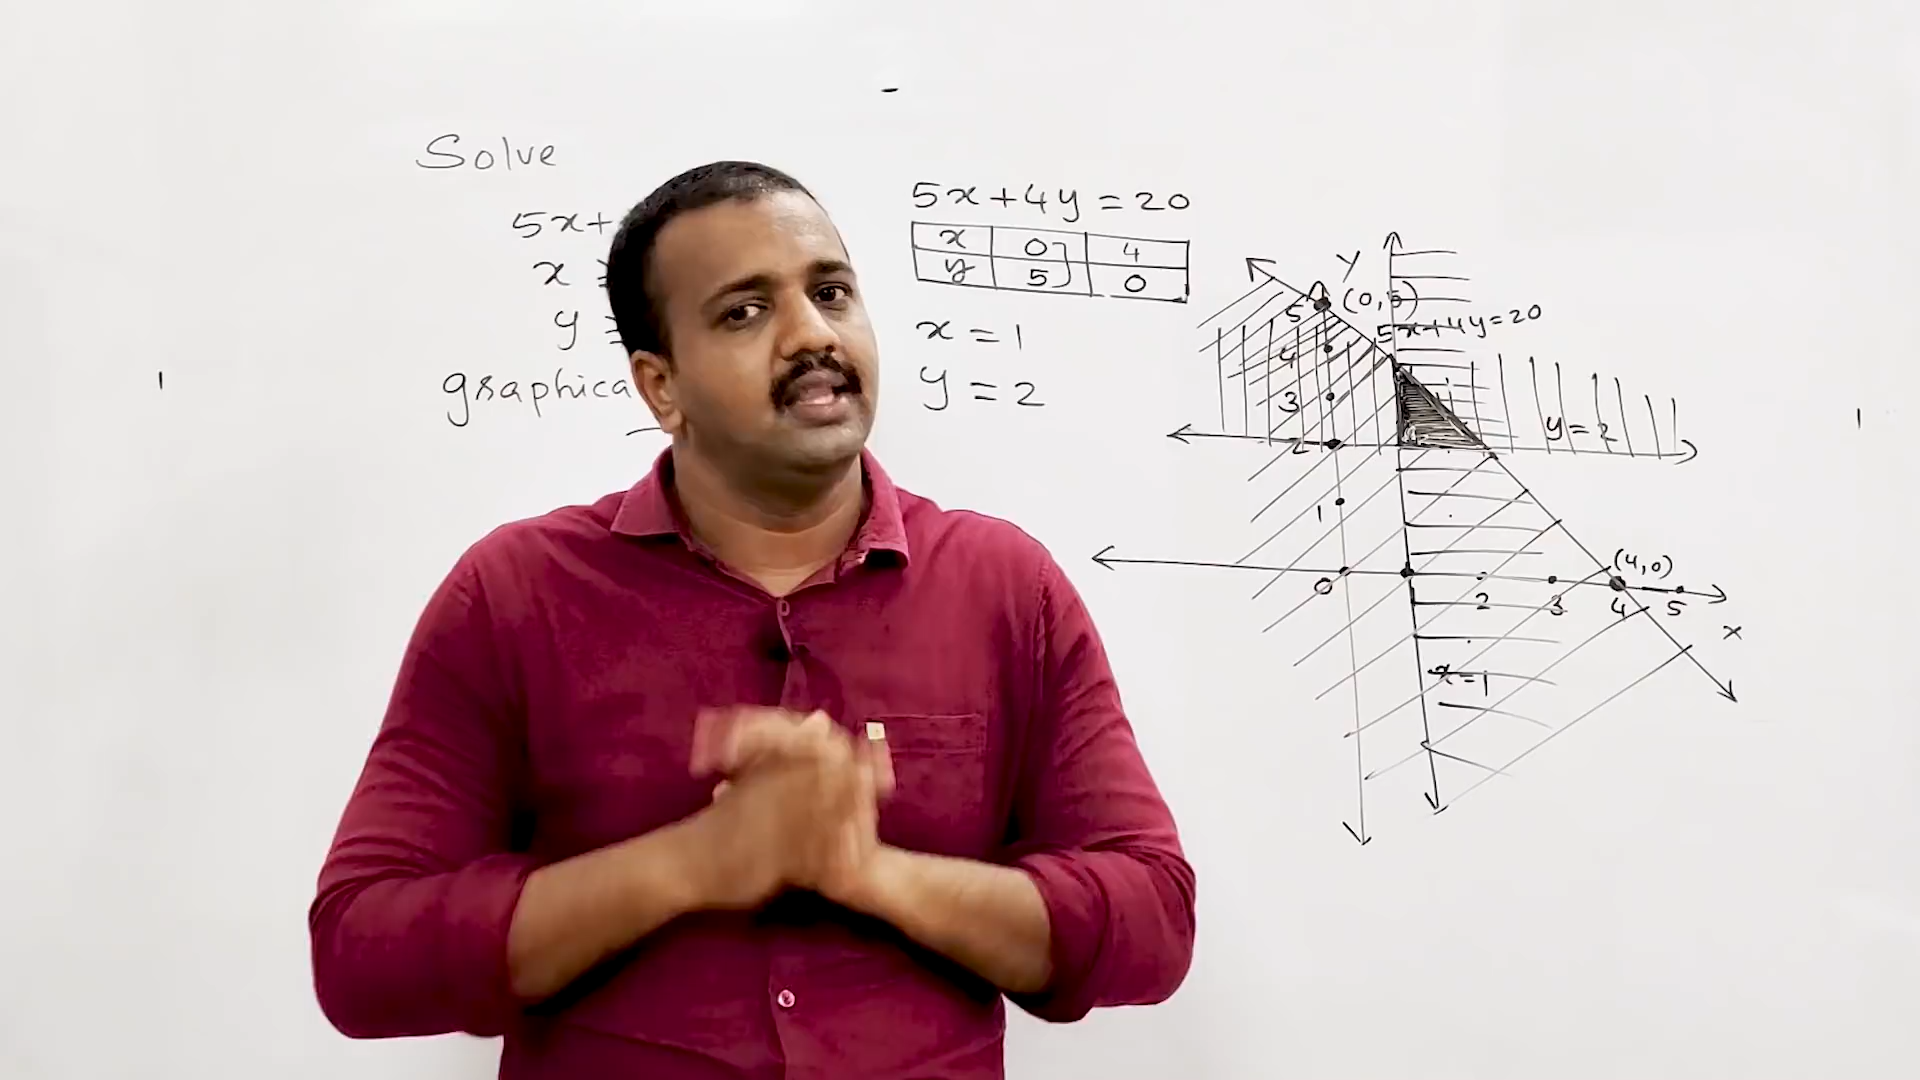 Solve
5x+
x ≥
y ≥
graphica
5x+4y=20
x 0 4
y 5 0
x=1
y=2
Y
5 (0,5)
5x+4y=20
4
3
y=2
2
1
(4,0)
0 2 3 4 5
x
x=1